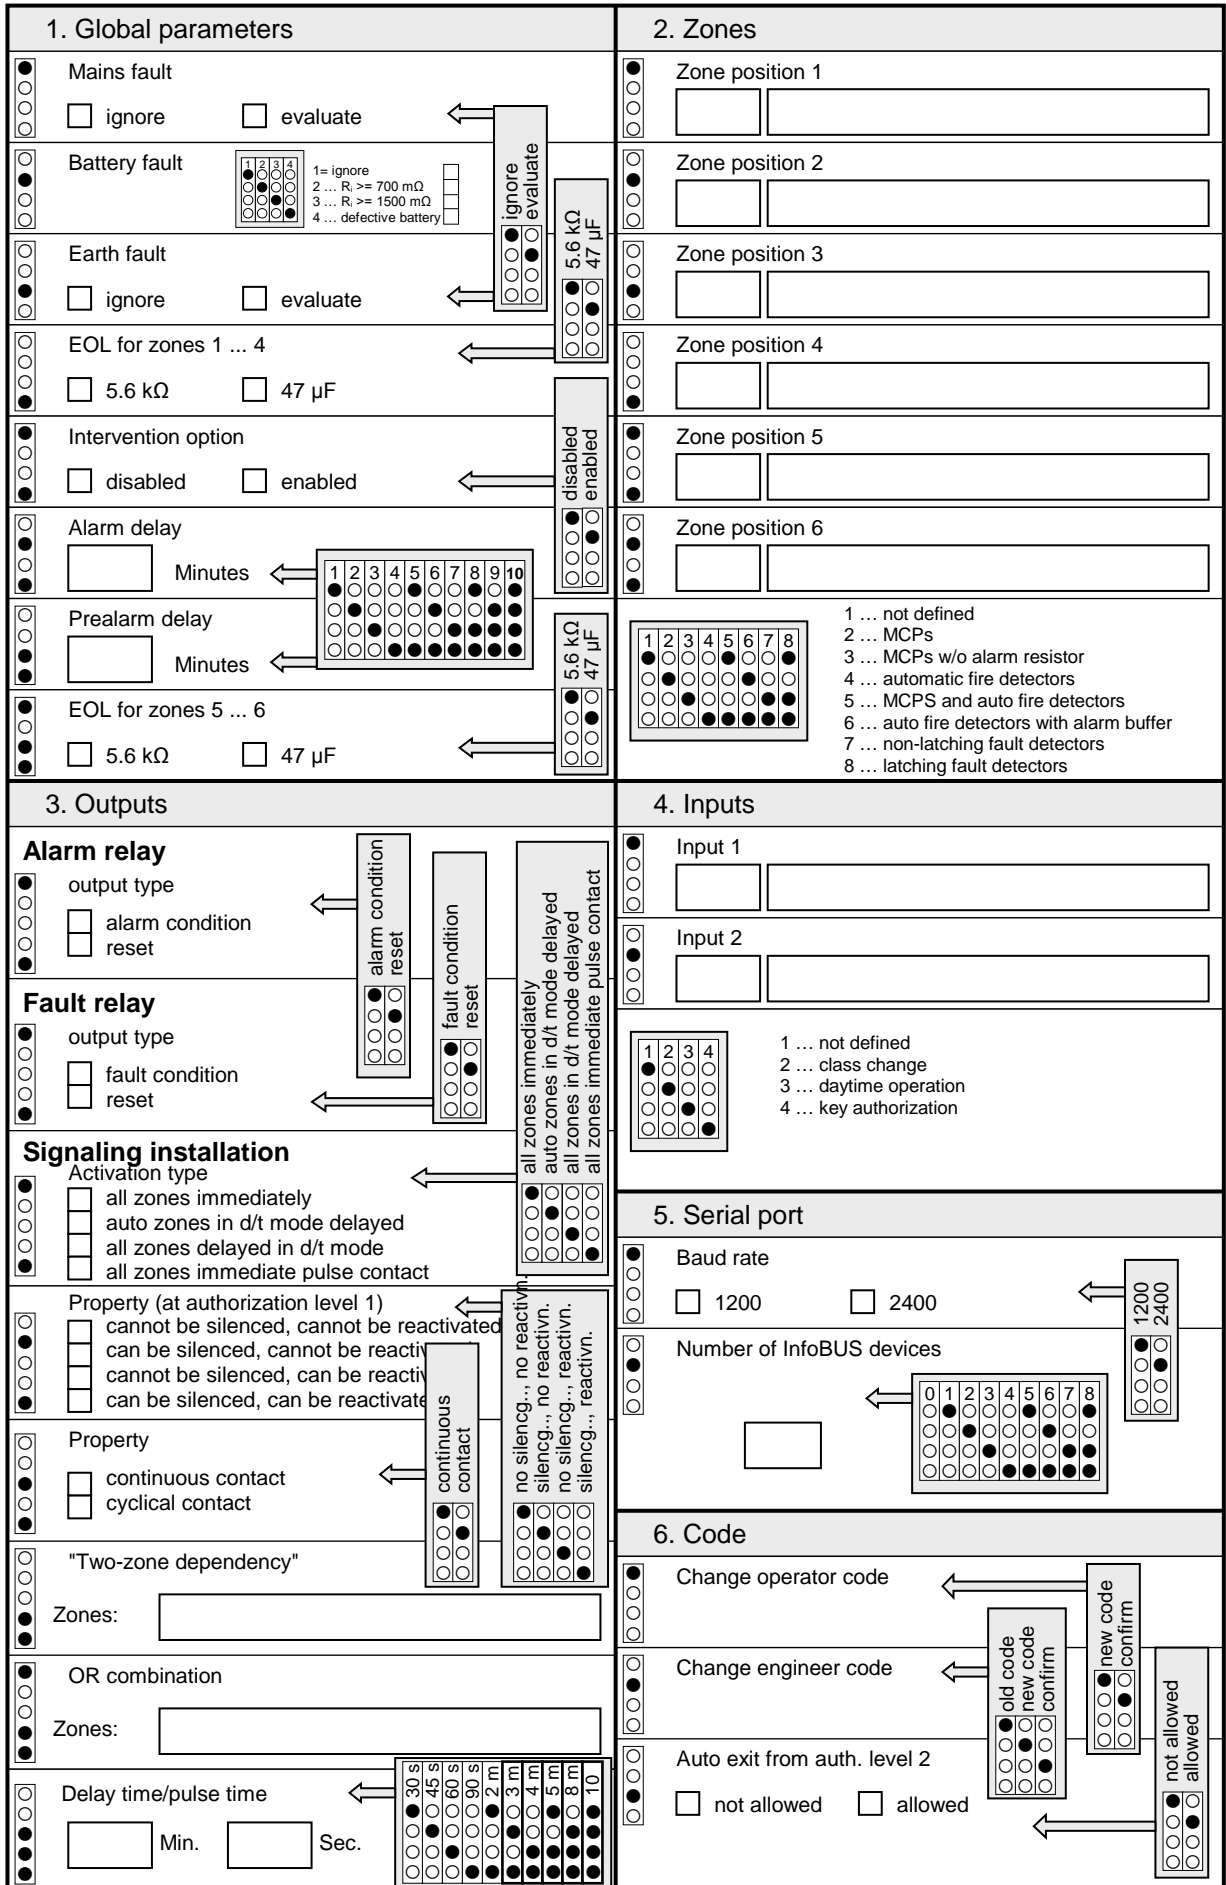 1. Global parameters
Mains fault
ignore evaluate
Battery fault
1 2 3 4
1= ignore
2 ... Rᵢ >= 700 mΩ
3 ... Rᵢ >= 1500 mΩ
4 ... defective battery
ignore
evaluate
Earth fault
ignore evaluate
5.6 kΩ
47 µF
EOL for zones 1 ... 4
5.6 kΩ 47 µF
Intervention option
disabled enabled
disabled
enabled
Alarm delay
Minutes
1 2 3 4 5 6 7 8 9 10
Prealarm delay
Minutes
5.6 kΩ
47 µF
EOL for zones 5 ... 6
5.6 kΩ 47 µF
2. Zones
Zone position 1
Zone position 2
Zone position 3
Zone position 4
Zone position 5
Zone position 6
1 2 3 4 5 6 7 8
1 ... not defined
2 ... MCPs
3 ... MCPs w/o alarm resistor
4 ... automatic fire detectors
5 ... MCPS and auto fire detectors
6 ... auto fire detectors with alarm buffer
7 ... non-latching fault detectors
8 ... latching fault detectors
3. Outputs
Alarm relay
output type
alarm condition
reset
alarm condition
reset
Fault relay
output type
fault condition
reset
fault condition
reset
Signaling installation
Activation type
all zones immediately
auto zones in d/t mode delayed
all zones delayed in d/t mode
all zones immediate pulse contact
all zones immediately
auto zones in d/t mode delayed
all zones in d/t mode delayed
all zones immediate pulse contact
Property (at authorization level 1)
cannot be silenced, cannot be reactivated
can be silenced, cannot be reactiv
cannot be silenced, can be reactiv
can be silenced, can be reactivate
no silencg.., no reactivn.
silencg.., no reactivn.
no silencg.., reactivn.
silencg.., reactivn.
Property
continuous contact
cyclical contact
continuous
contact
"Two-zone dependency"
Zones:
OR combination
Zones:
Delay time/pulse time
Min. Sec.
30 s
45 s
60 s
90 s
2 m
3 m
4 m
5 m
8 m
10
4. Inputs
Input 1
Input 2
1 2 3 4
1 ... not defined
2 ... class change
3 ... daytime operation
4 ... key authorization
5. Serial port
Baud rate
1200 2400
1200
2400
Number of InfoBUS devices
0 1 2 3 4 5 6 7 8
6. Code
Change operator code
new code
confirm
Change engineer code
old code
new code
confirm
Auto exit from auth. level 2
not allowed allowed
not allowed
allowed